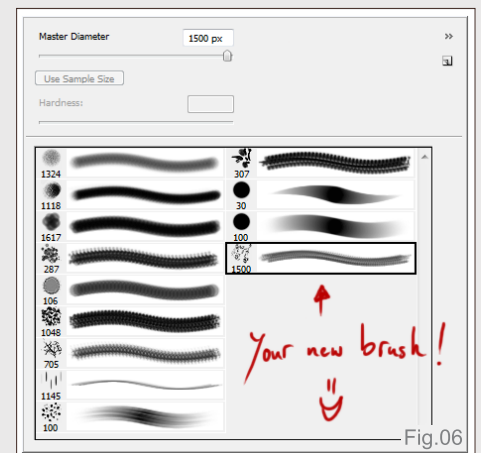 Master Diameter
1500 px
Use Sample Size
Hardness:
1324
307
1118
30
1617
100
287
1500
106
1048
705
1145
100
Your new brush!
Fig.06